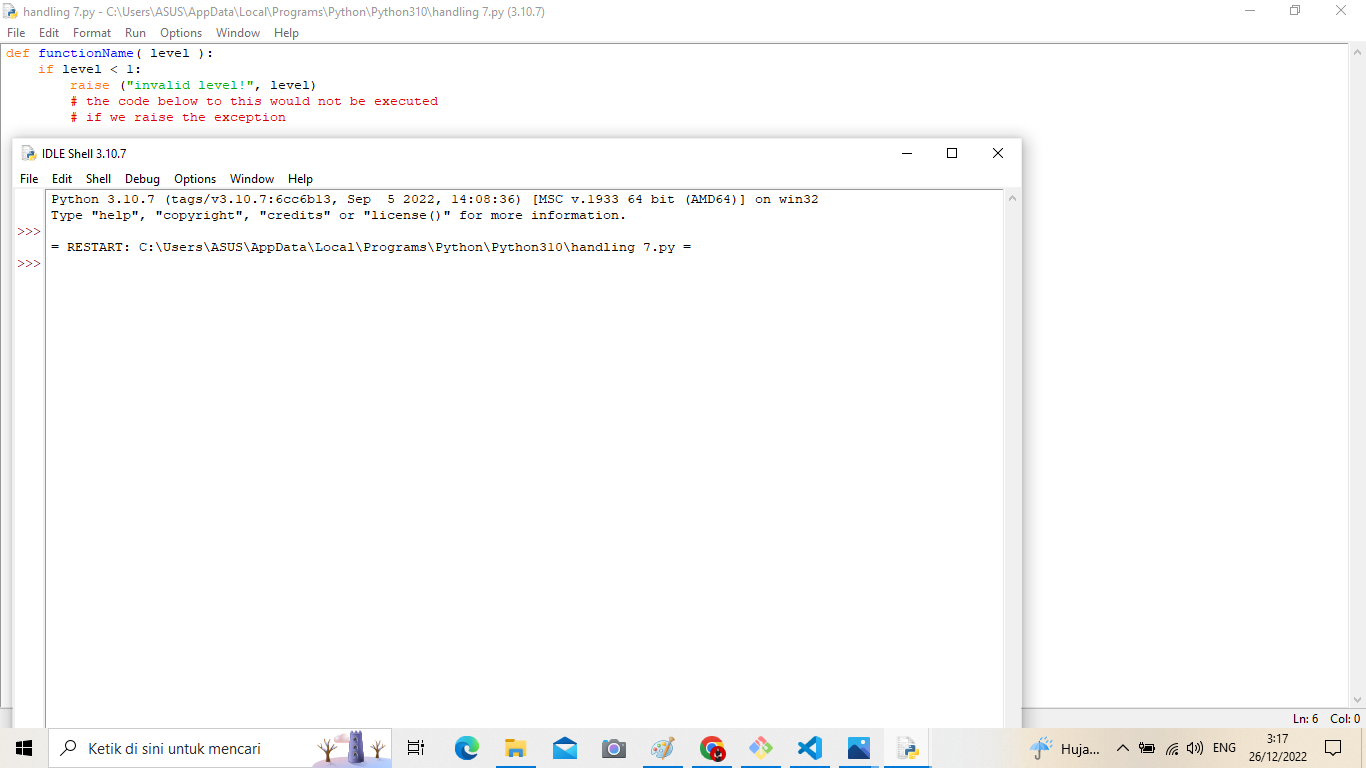 handling 7.py - C:\Users\ASUS\AppData\Local\Programs\Python\Python310\handling 7.py (3.10.7)
File Edit Format Run Options Window Help
def functionName( level ):
    if level < 1:
        raise ("invalid level!", level)
        # the code below to this would not be executed
        # if we raise the exception
IDLE Shell 3.10.7
File Edit Shell Debug Options Window Help
Python 3.10.7 (tags/v3.10.7:6cc6b13, Sep  5 2022, 14:08:36) [MSC v.1933 64 bit (AMD64)] on win32
Type "help", "copyright", "credits" or "license()" for more information.
>>>
= RESTART: C:\Users\ASUS\AppData\Local\Programs\Python\Python310\handling 7.py =
>>>
Ln: 6 Col: 0
Ketik di sini untuk mencari
Huja...
ENG
3:17
26/12/2022